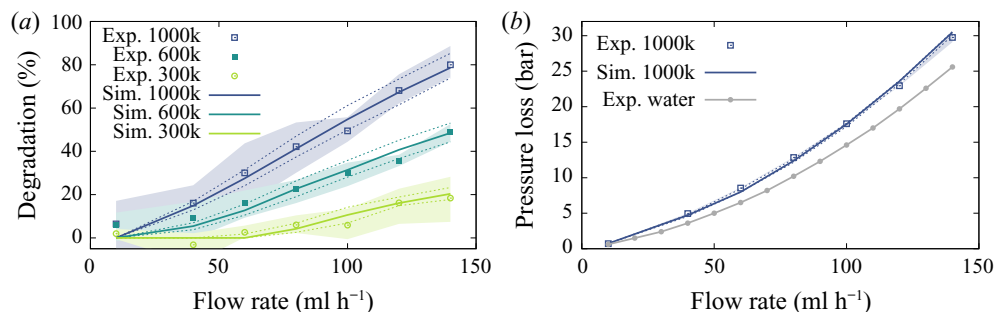 (a)
100
80
60
40
20
0
Degradation (%)
Exp. 1000k
Exp. 600k
Exp. 300k
Sim. 1000k
Sim. 600k
Sim. 300k
0 50 100 150
Flow rate (ml h⁻¹)
(b)
30
25
20
15
10
5
0
Pressure loss (bar)
Exp. 1000k
Sim. 1000k
Exp. water
0 50 100 150
Flow rate (ml h⁻¹)